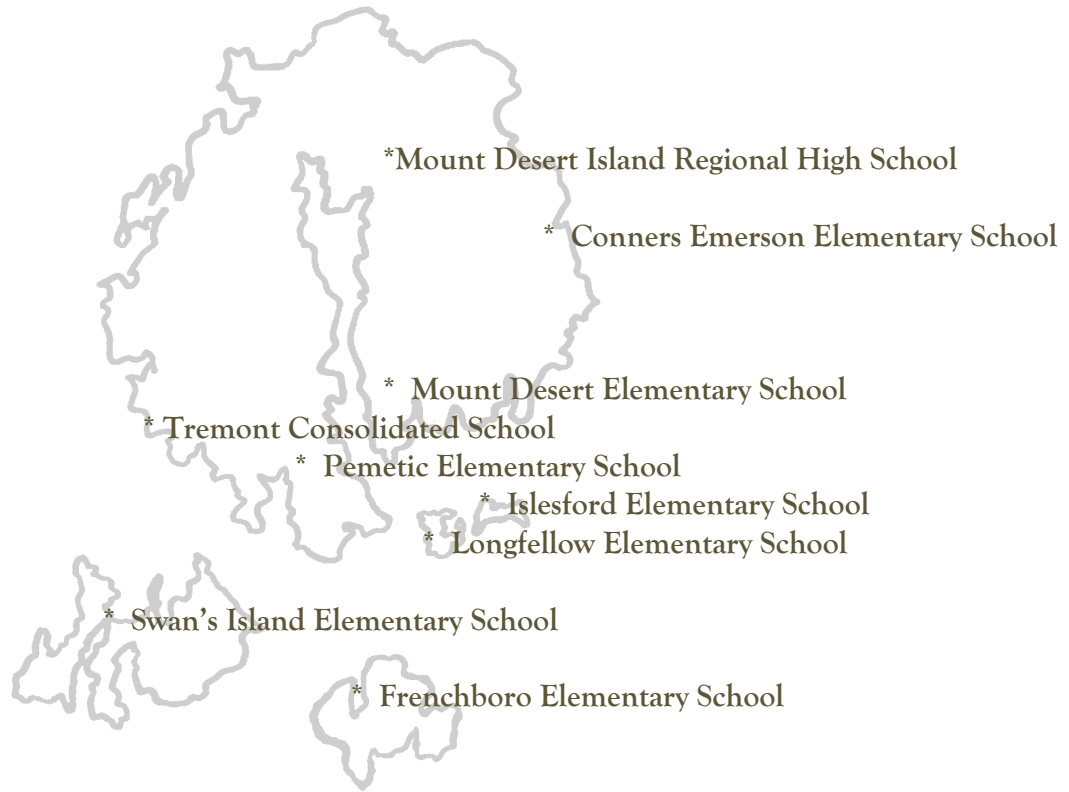 *Mount Desert Island Regional High School
* Conners Emerson Elementary School
* Mount Desert Elementary School
* Tremont Consolidated School
* Pemetic Elementary School
* Islesford Elementary School
* Longfellow Elementary School
* Swan’s Island Elementary School
* Frenchboro Elementary School